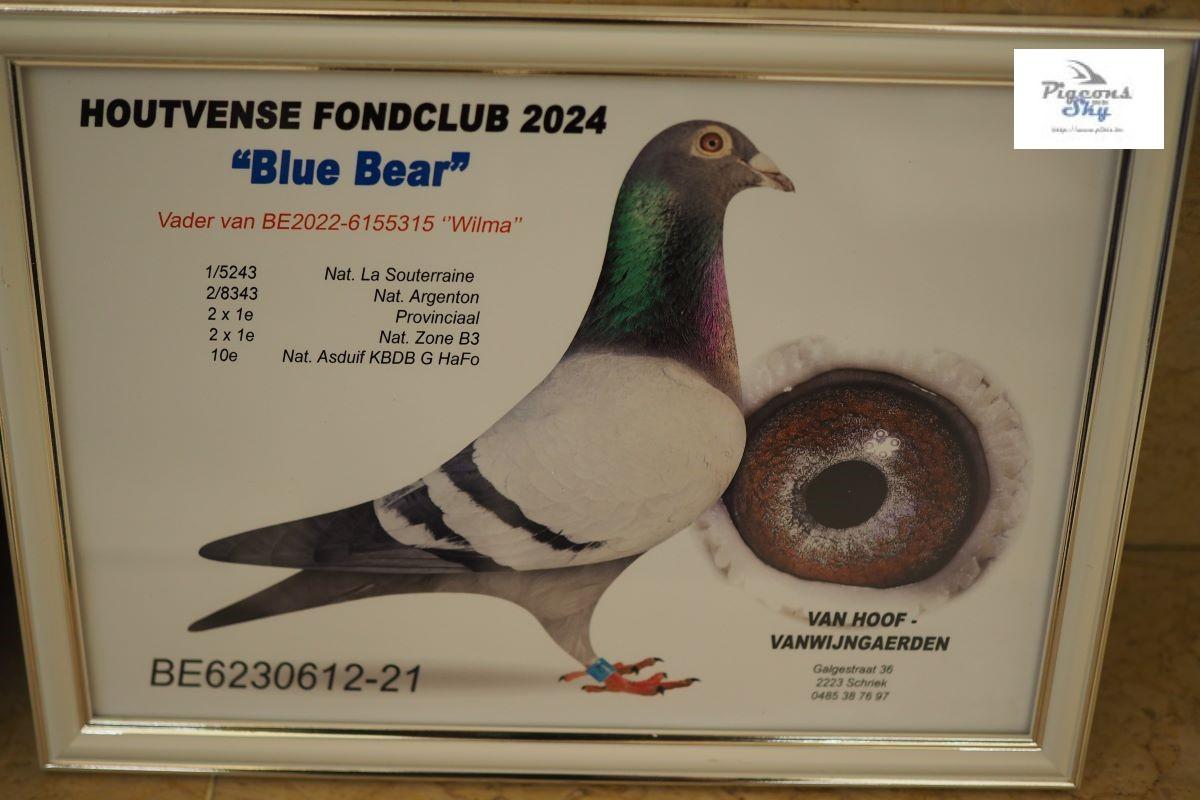 Pigeons
Sky
HOUTVENSE FONDCLUB 2024
“Blue Bear”
Vader van BE2022-6155315 ‘’Wilma’’
1/5243 Nat. La Souterraine
2/8343 Nat. Argenton
2 x 1e Provinciaal
2 x 1e Nat. Zone B3
10e Nat. Asduif KBDB G HaFo
VAN HOOF -
VANWIJNGAERDEN
Galgestraat 36
2223 Schriek
0485 38 76 97
BE6230612-21